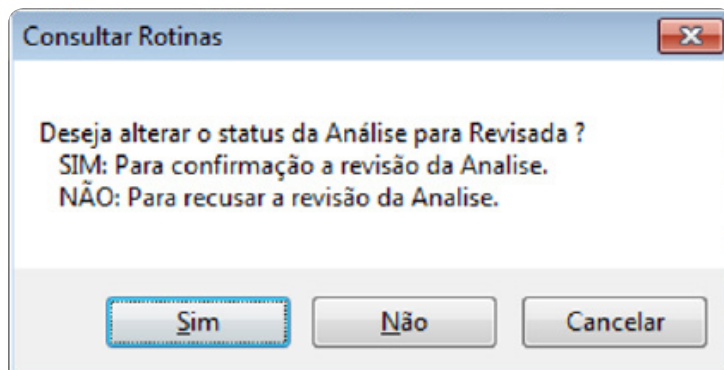 Consultar Rotinas
Deseja alterar o status da Análise para Revisada ?
SIM: Para confirmação a revisão da Analise.
NÃO: Para recusar a revisão da Analise.
Sim
Não
Cancelar